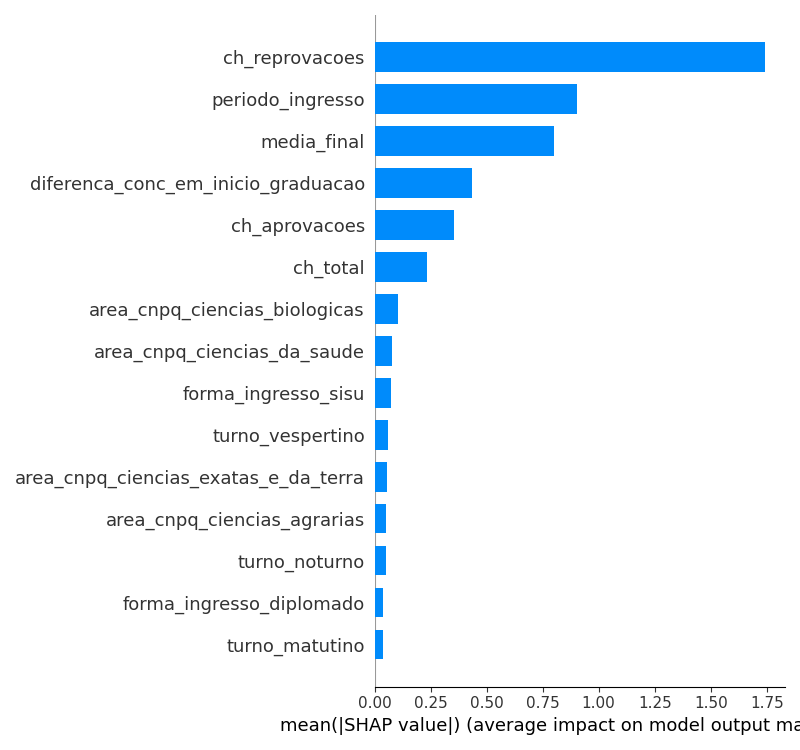 ch_reprovacoes
periodo_ingresso
media_final
diferenca_conc_em_inicio_graduacao
ch_aprovacoes
ch_total
area_cnpq_ciencias_biologicas
area_cnpq_ciencias_da_saude
forma_ingresso_sisu
turno_vespertino
area_cnpq_ciencias_exatas_e_da_terra
area_cnpq_ciencias_agrarias
turno_noturno
forma_ingresso_diplomado
turno_matutino
0.00 0.25 0.50 0.75 1.00 1.25 1.50 1.75
mean(|SHAP value|) (average impact on model output ma